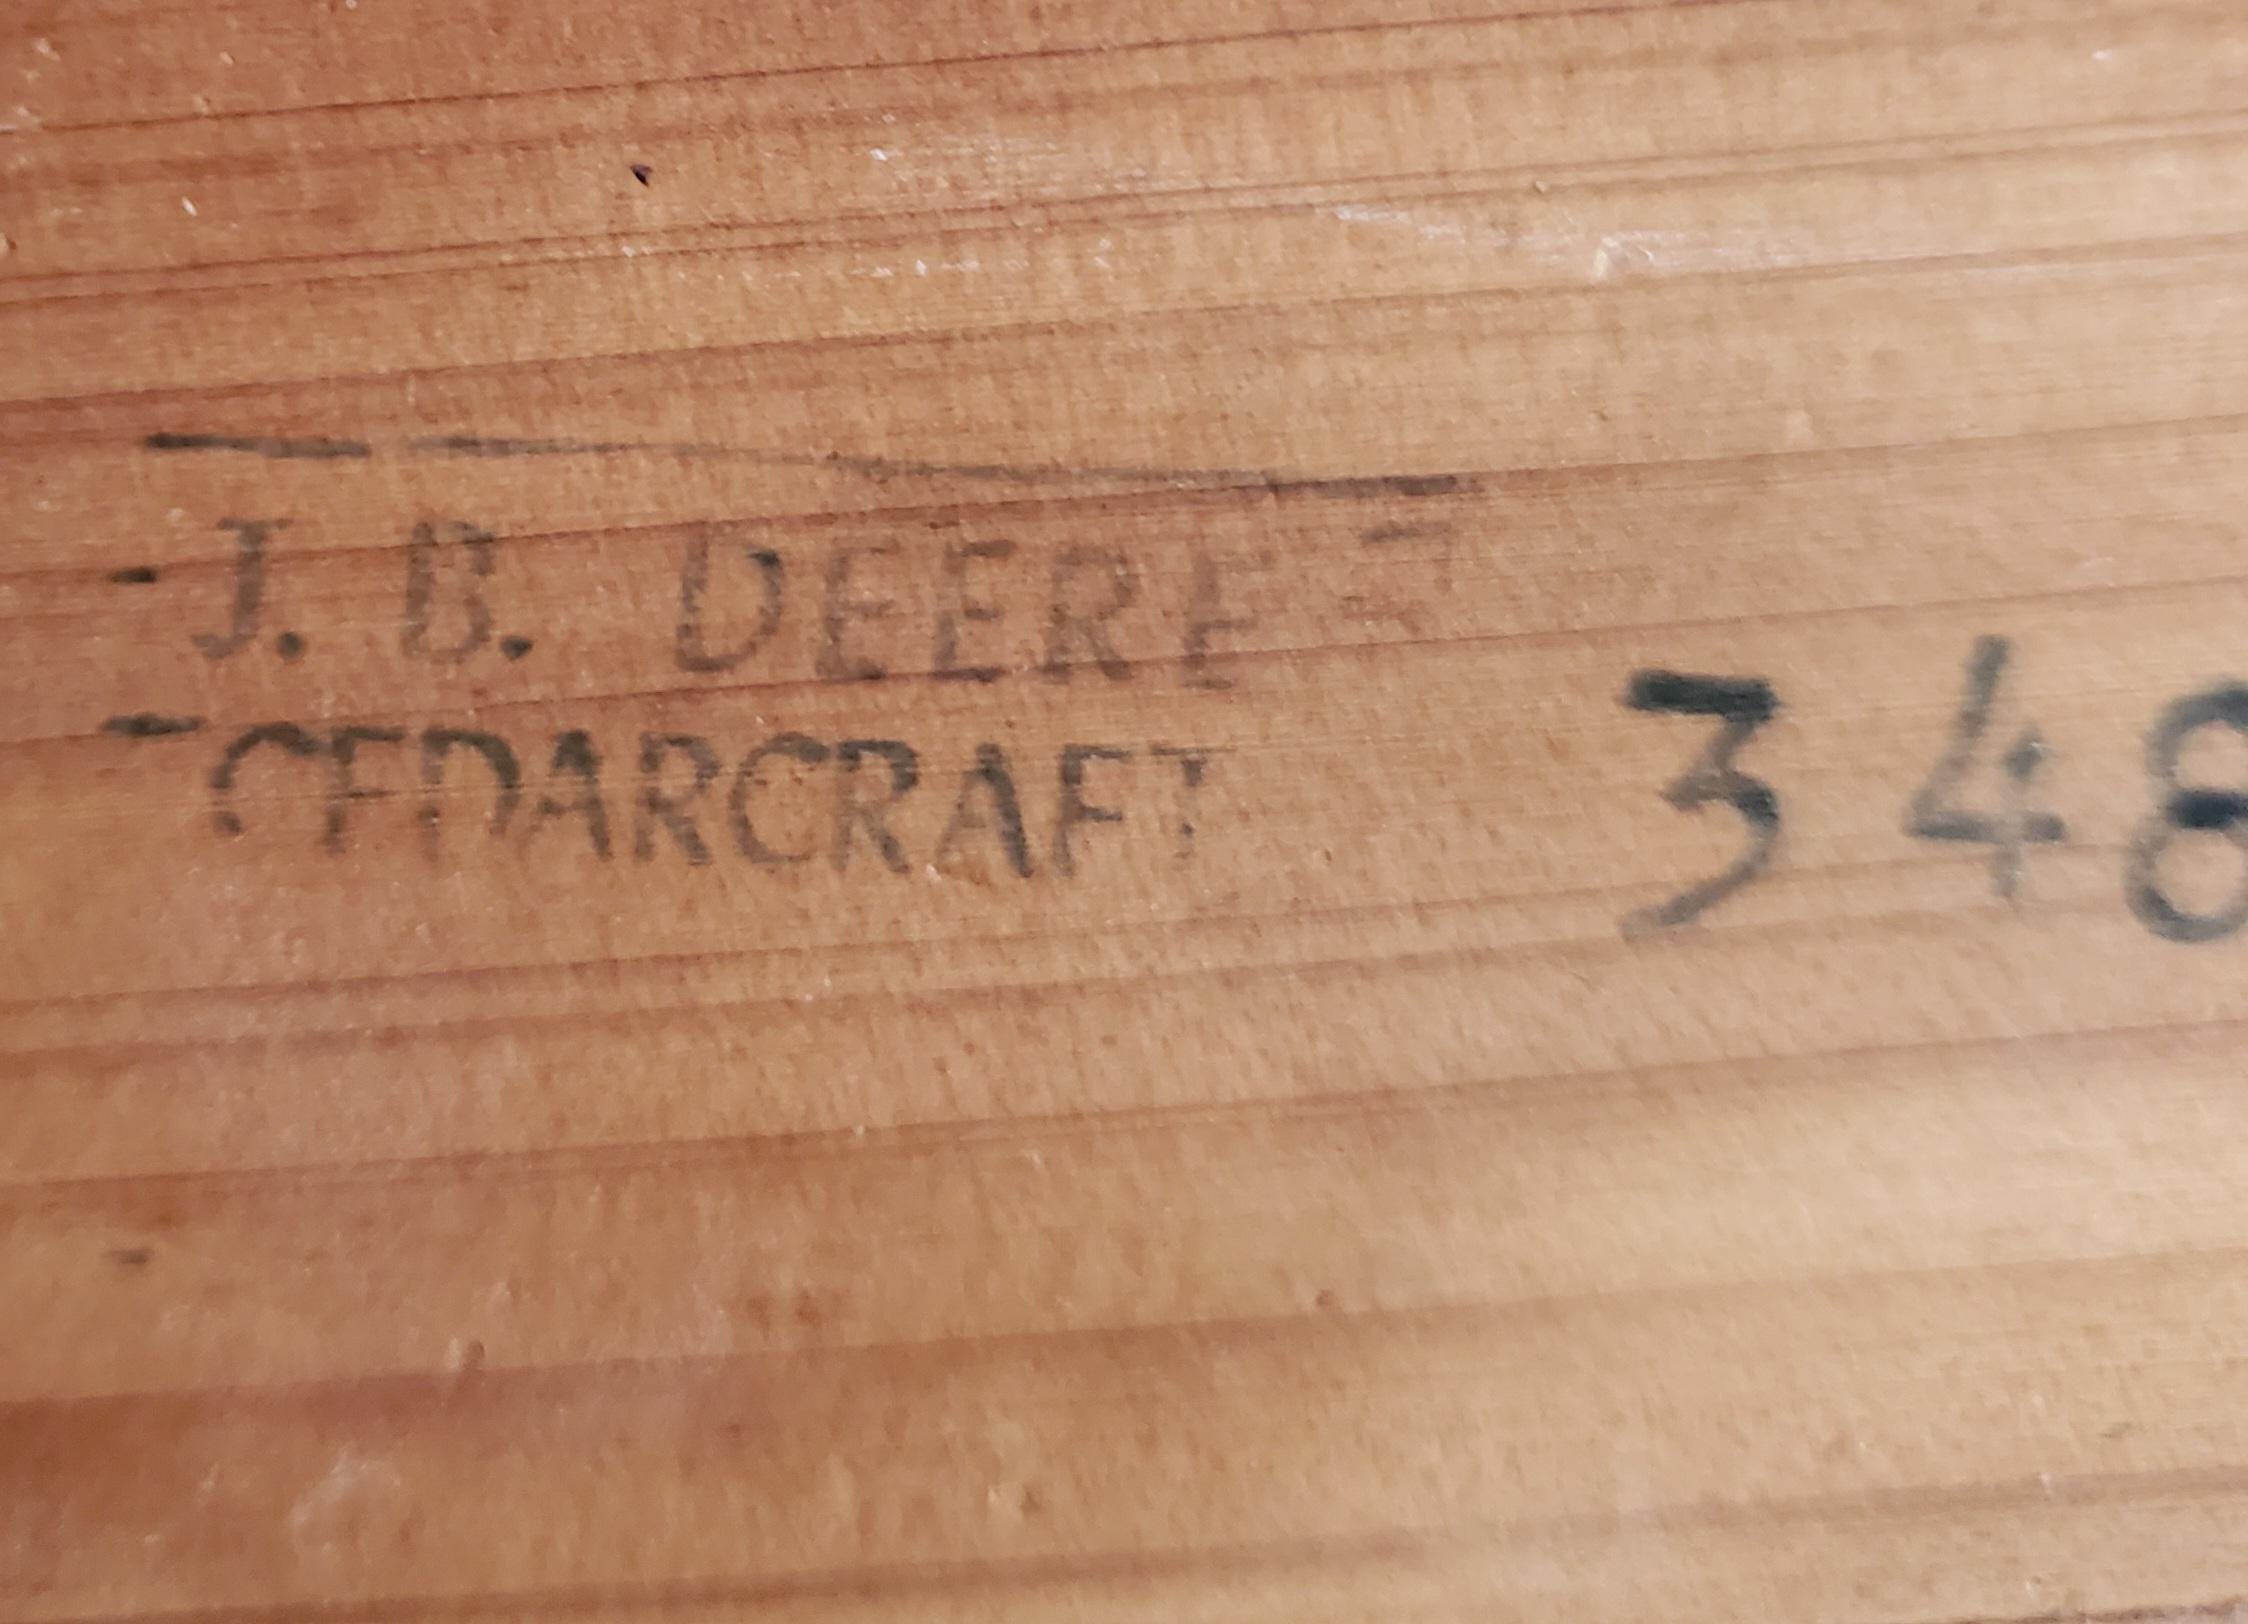 J. B. DEERE
CEDARCRAFT
348